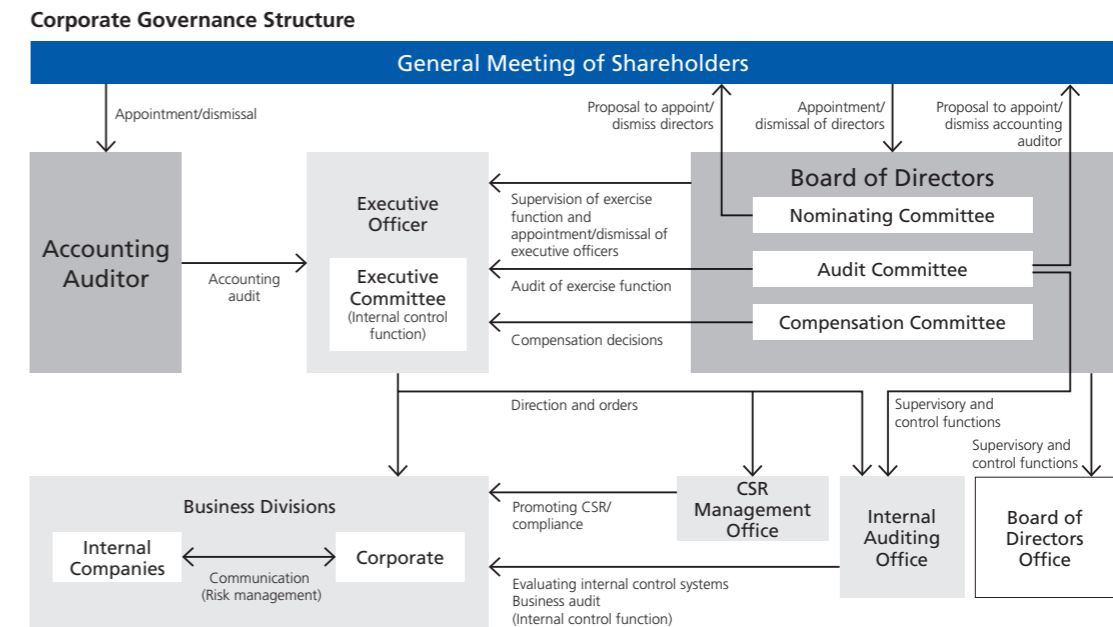 Corporate Governance Structure
General Meeting of Shareholders
Appointment/dismissal
Proposal to appoint/
dismiss directors
Appointment/
dismissal of directors
Proposal to appoint/
dismiss accounting
auditor
Accounting
Auditor
Accounting
audit
Executive
Officer
Executive
Committee
(Internal control
function)
Supervision of exercise
function and
appointment/dismissal of
executive officers
Audit of exercise function
Compensation decisions
Board of Directors
Nominating Committee
Audit Committee
Compensation Committee
Direction and orders
Supervisory and
control functions
Supervisory and
control functions
Business Divisions
Internal
Companies
Communication
(Risk management)
Corporate
Promoting CSR/
compliance
CSR
Management
Office
Evaluating internal control systems
Business audit
(Internal control function)
Internal
Auditing
Office
Board of
Directors
Office